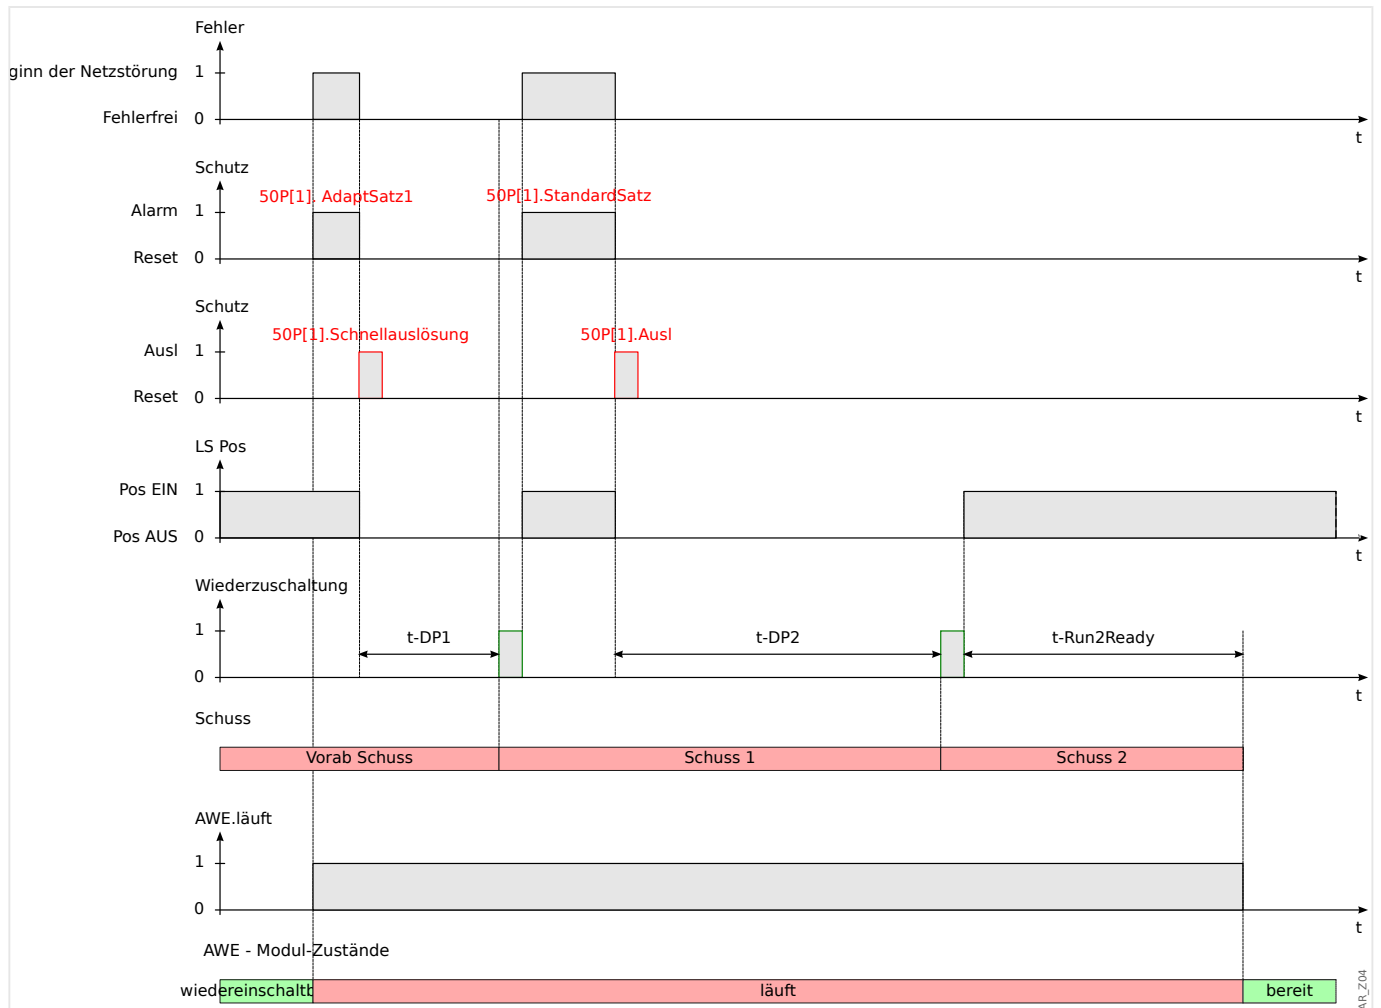 Fehler
ginn der Netzstörung 1
Fehlerfrei 0
t
Schutz
50P[1]. AdaptSatz1 50P[1].StandardSatz
Alarm 1
Reset 0
t
Schutz
50P[1].Schnellauslösung 50P[1].Ausl
Ausl 1
Reset 0
t
LS Pos
Pos EIN 1
Pos AUS 0
t
Wiederzuschaltung
1 t-DP1 t-DP2 t-Run2Ready
0
t
Schuss
Vorab Schuss Schuss 1 Schuss 2
AWE.läuft
1
0
t
AWE - Modul-Zustände
wiedereinschaltb läuft bereit
AR_Z04